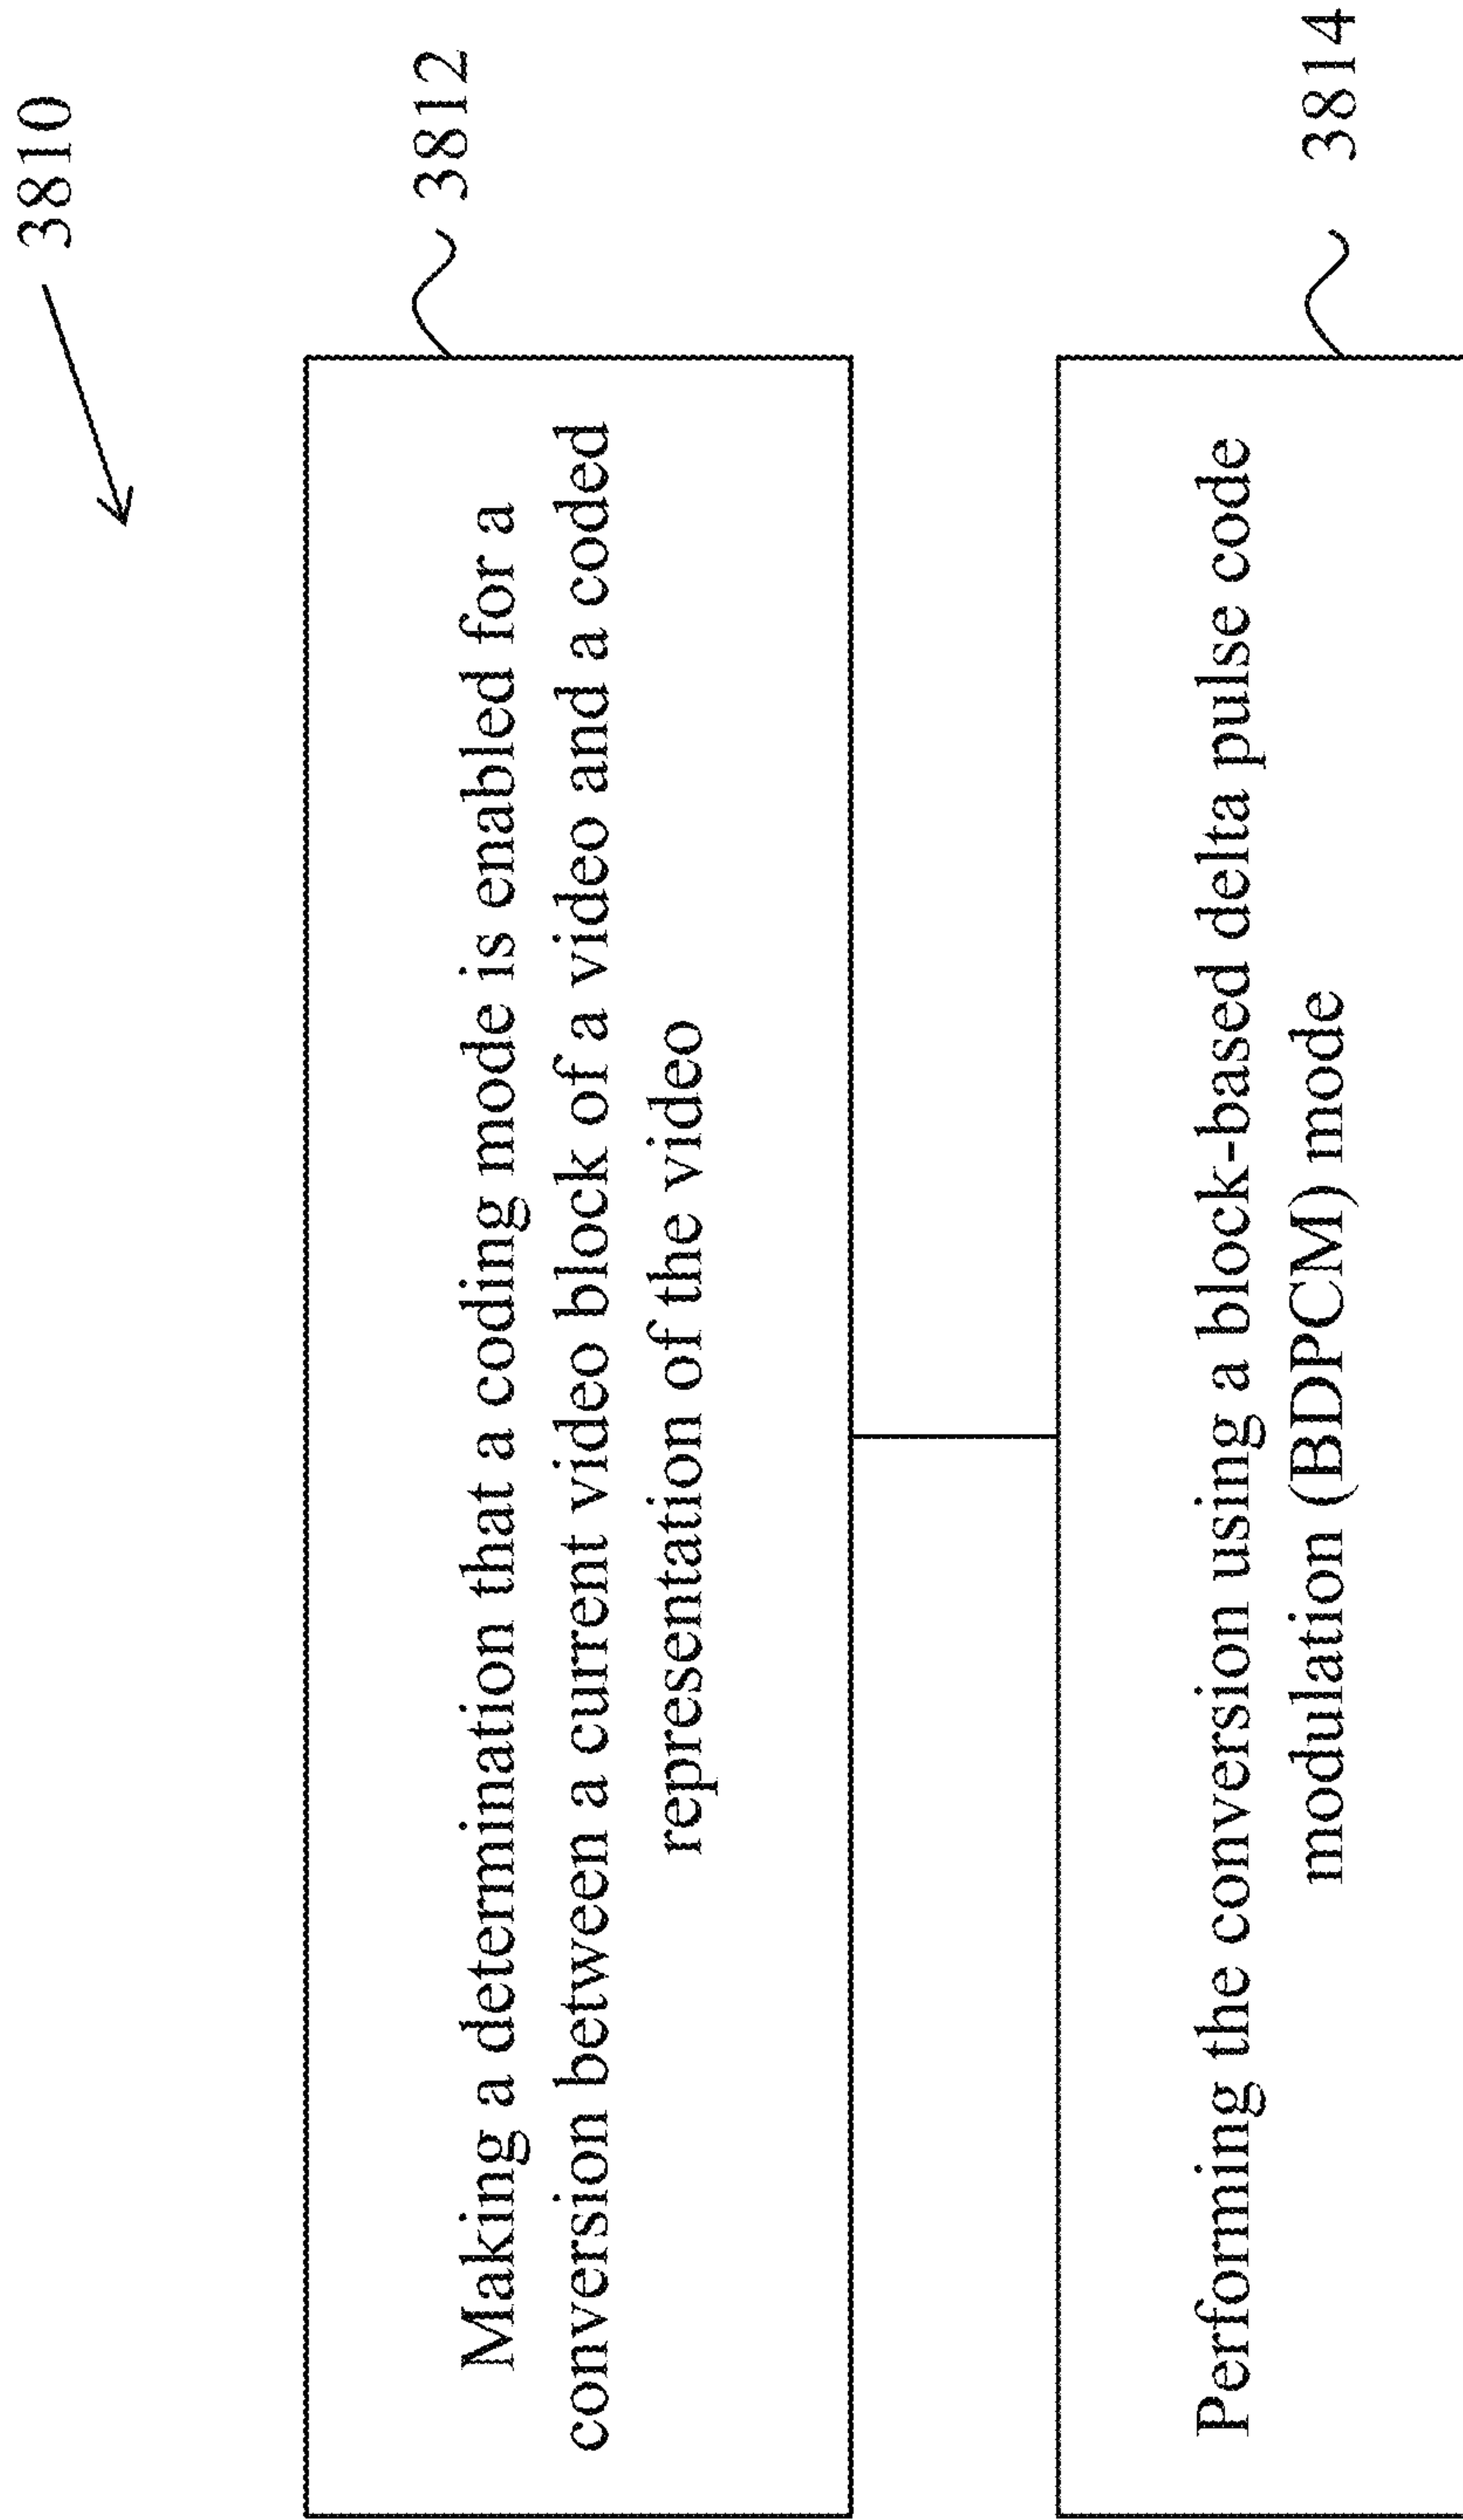 3810
3812
Making a determination that a coding mode is enabled for a
conversion between a current video block of a video and a coded
representation of the video
3814
Performing the conversion using a block-based delta pulse code
modulation (BDPCM) mode